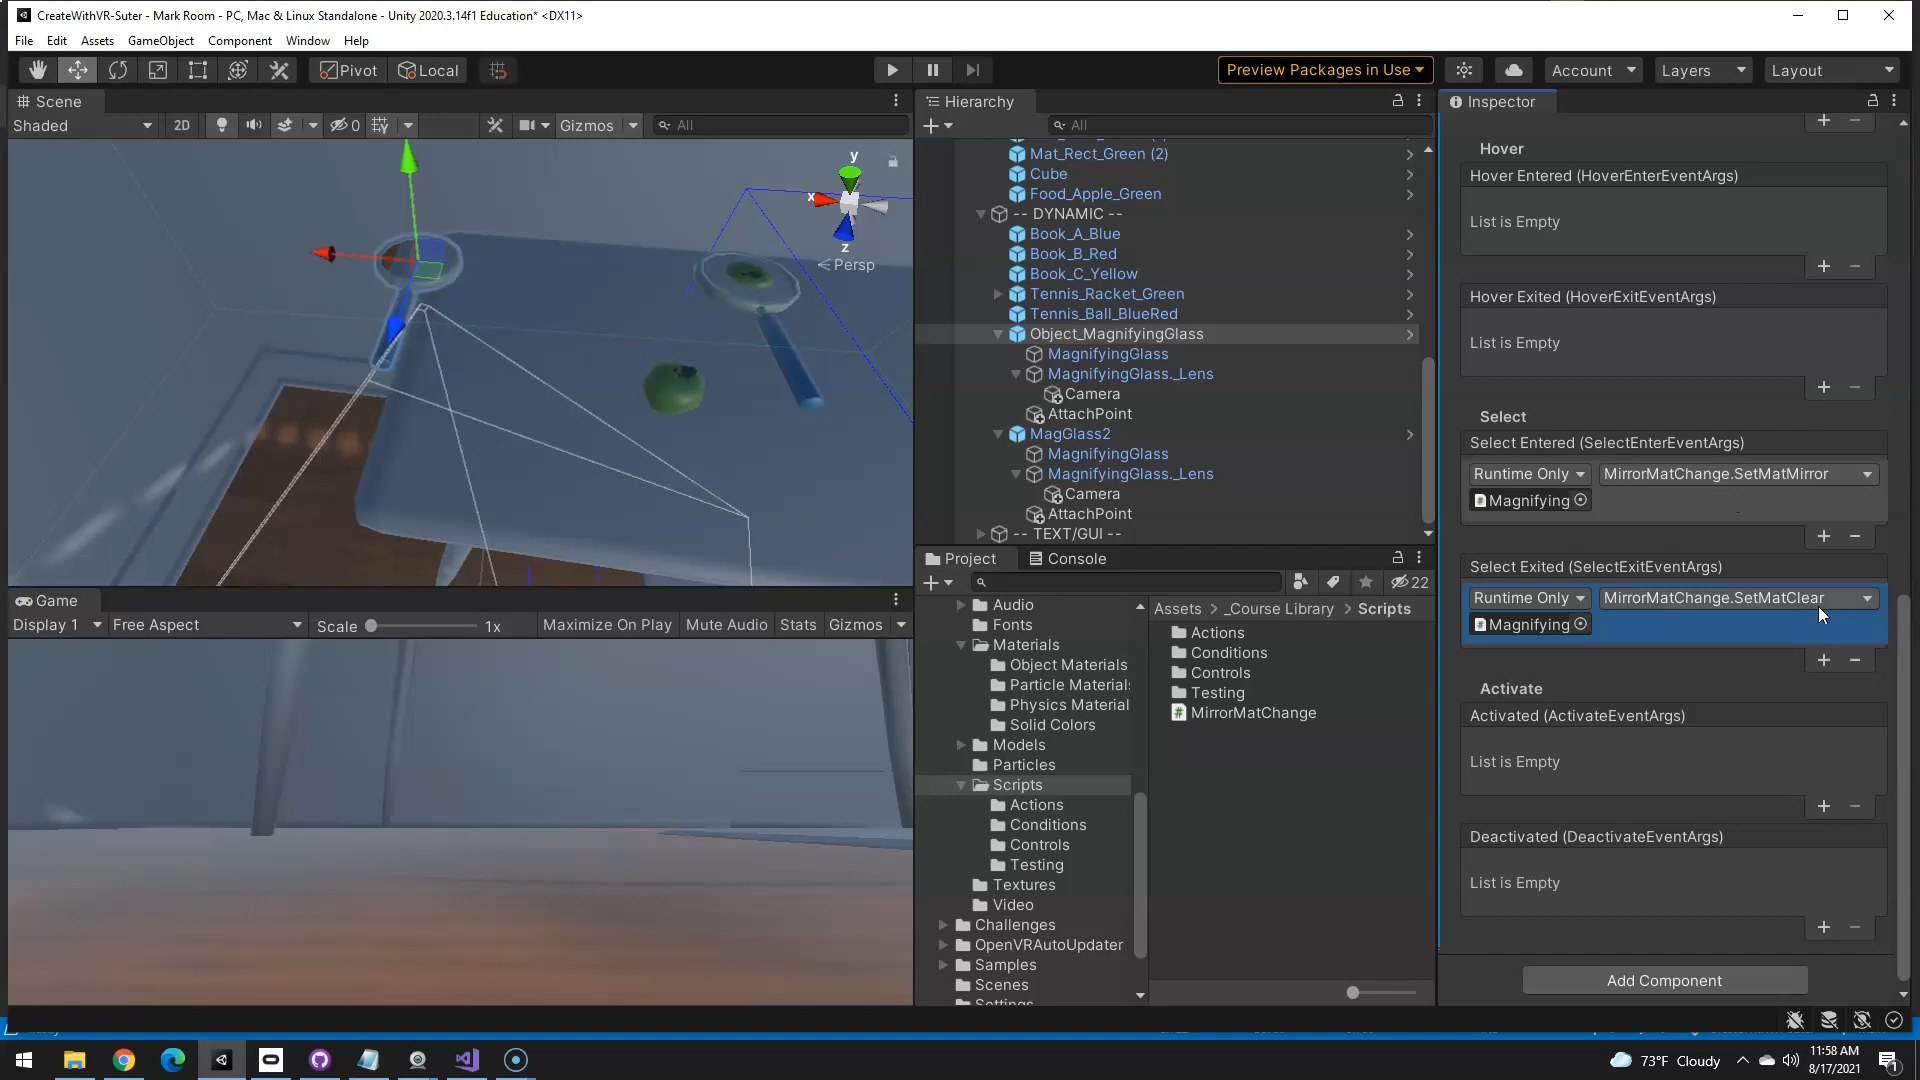 CreateWithVR-Suter - Mark Room - PC, Mac & Linux Standalone - Unity 2020.3.14f1 Education* <DX11>
File Edit Assets GameObject Component Window Help
Pivot Local Preview Packages in Use Account Layers Layout
Scene
Shaded 2D 0 Gizmos All
y
x
z
Persp
Game
Display 1 Free Aspect Scale 1x Maximize On Play Mute Audio Stats Gizmos
Hierarchy
All
Mat_Rect_Green (2)
Cube
Food_Apple_Green
-- DYNAMIC --
Book_A_Blue
Book_B_Red
Book_C_Yellow
Tennis_Racket_Green
Tennis_Ball_BlueRed
Object_MagnifyingGlass
MagnifyingGlass
MagnifyingGlass._Lens
Camera
AttachPoint
MagGlass2
MagnifyingGlass
MagnifyingGlass._Lens
Camera
AttachPoint
-- TEXT/GUI --
Project Console
22
Audio
Fonts
Materials
Object Materials
Particle Materials
Physics Material
Solid Colors
Models
Particles
Scripts
Actions
Conditions
Controls
Testing
Textures
Video
Challenges
OpenVRAutoUpdater
Samples
Scenes
Settings
Assets > _Course Library > Scripts
Actions
Conditions
Controls
Testing
MirrorMatChange
Inspector
Hover
Hover Entered (HoverEnterEventArgs)
List is Empty
Hover Exited (HoverExitEventArgs)
List is Empty
Select
Select Entered (SelectEnterEventArgs)
Runtime Only MirrorMatChange.SetMatMirror
Magnifying
Select Exited (SelectExitEventArgs)
Runtime Only MirrorMatChange.SetMatClear
Magnifying
Activate
Activated (ActivateEventArgs)
List is Empty
Deactivated (DeactivateEventArgs)
List is Empty
Add Component
73°F Cloudy
11:58 AM
8/17/2021
1